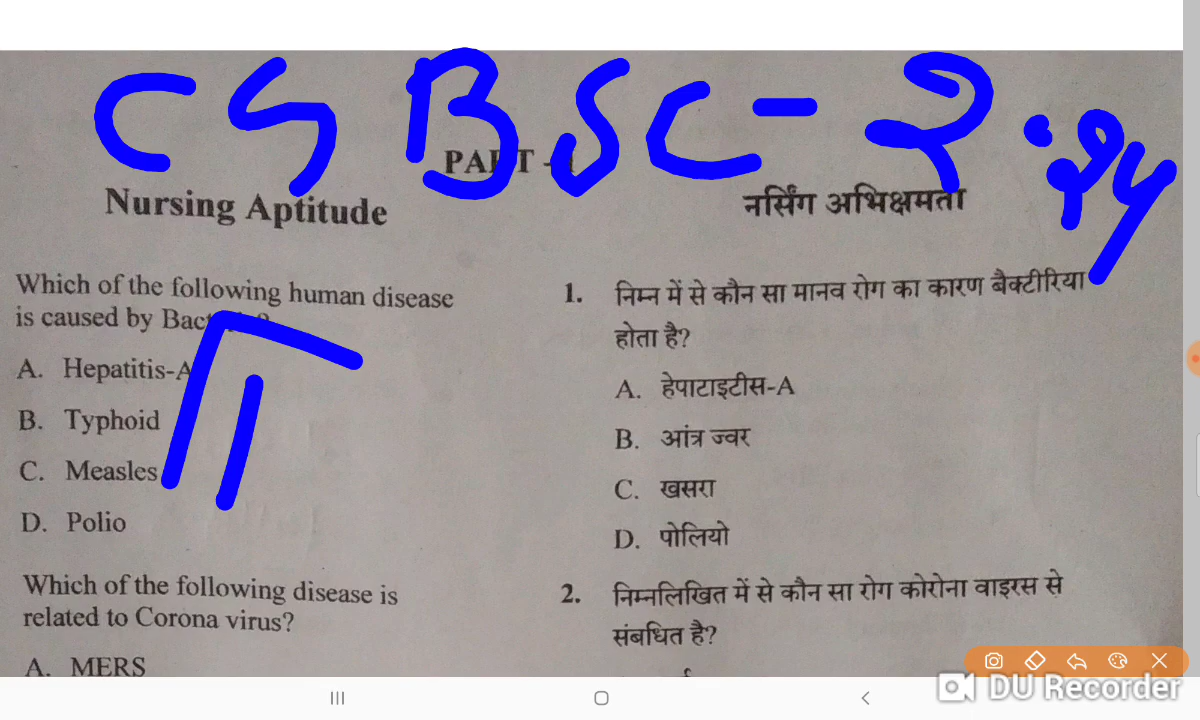 CG BSC-2
PART -
Nursing Aptitude
नर्सिंग अभिक्षमता
Which of the following human disease
is caused by
A. Hepatitis-A
B. Typhoid
C. Measles
D. Polio
Which of the following disease is
related to Corona virus?
A. MERS
1. निम्न में से कौन सा मानव रोग का कारण बैक्टीरिया
होता है?
A. हेपाटाइटीस-A
B. आंत्र ज्वर
C. खसरा
D. पोलियो
2. निम्नलिखित में से कौन सा रोग कोरोना वाइरस से
संबधित है?
DU Recorder